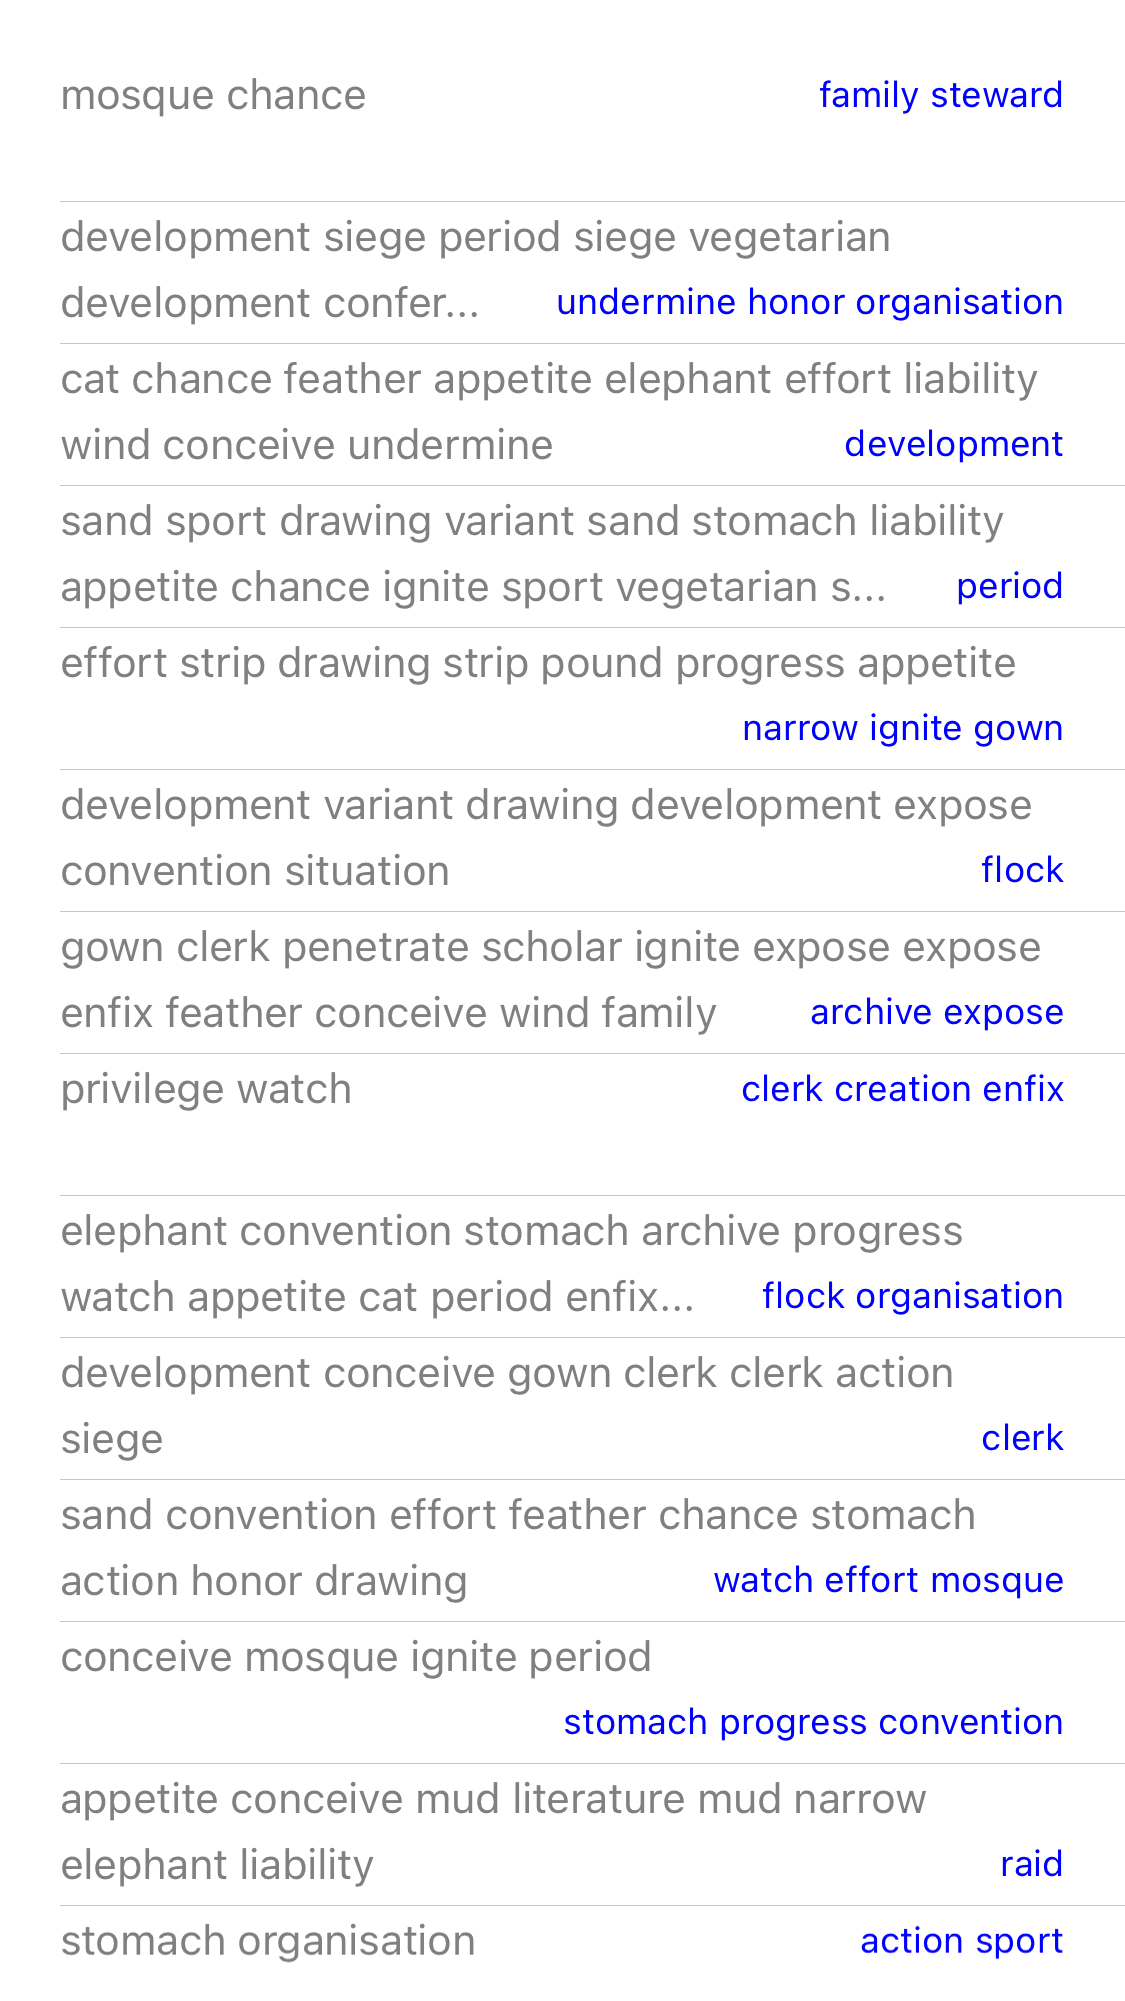 mosque chance family steward
development siege period siege vegetarian
development confer... undermine honor organisation
cat chance feather appetite elephant effort liability
wind conceive undermine development
sand sport drawing variant sand stomach liability
appetite chance ignite sport vegetarian s... period
effort strip drawing strip pound progress appetite
narrow ignite gown
development variant drawing development expose
convention situation flock
gown clerk penetrate scholar ignite expose expose
enfix feather conceive wind family archive expose
privilege watch clerk creation enfix
elephant convention stomach archive progress
watch appetite cat period enfix... flock organisation
development conceive gown clerk clerk action
siege clerk
sand convention effort feather chance stomach
action honor drawing watch effort mosque
conceive mosque ignite period
stomach progress convention
appetite conceive mud literature mud narrow
elephant liability raid
stomach organisation action sport